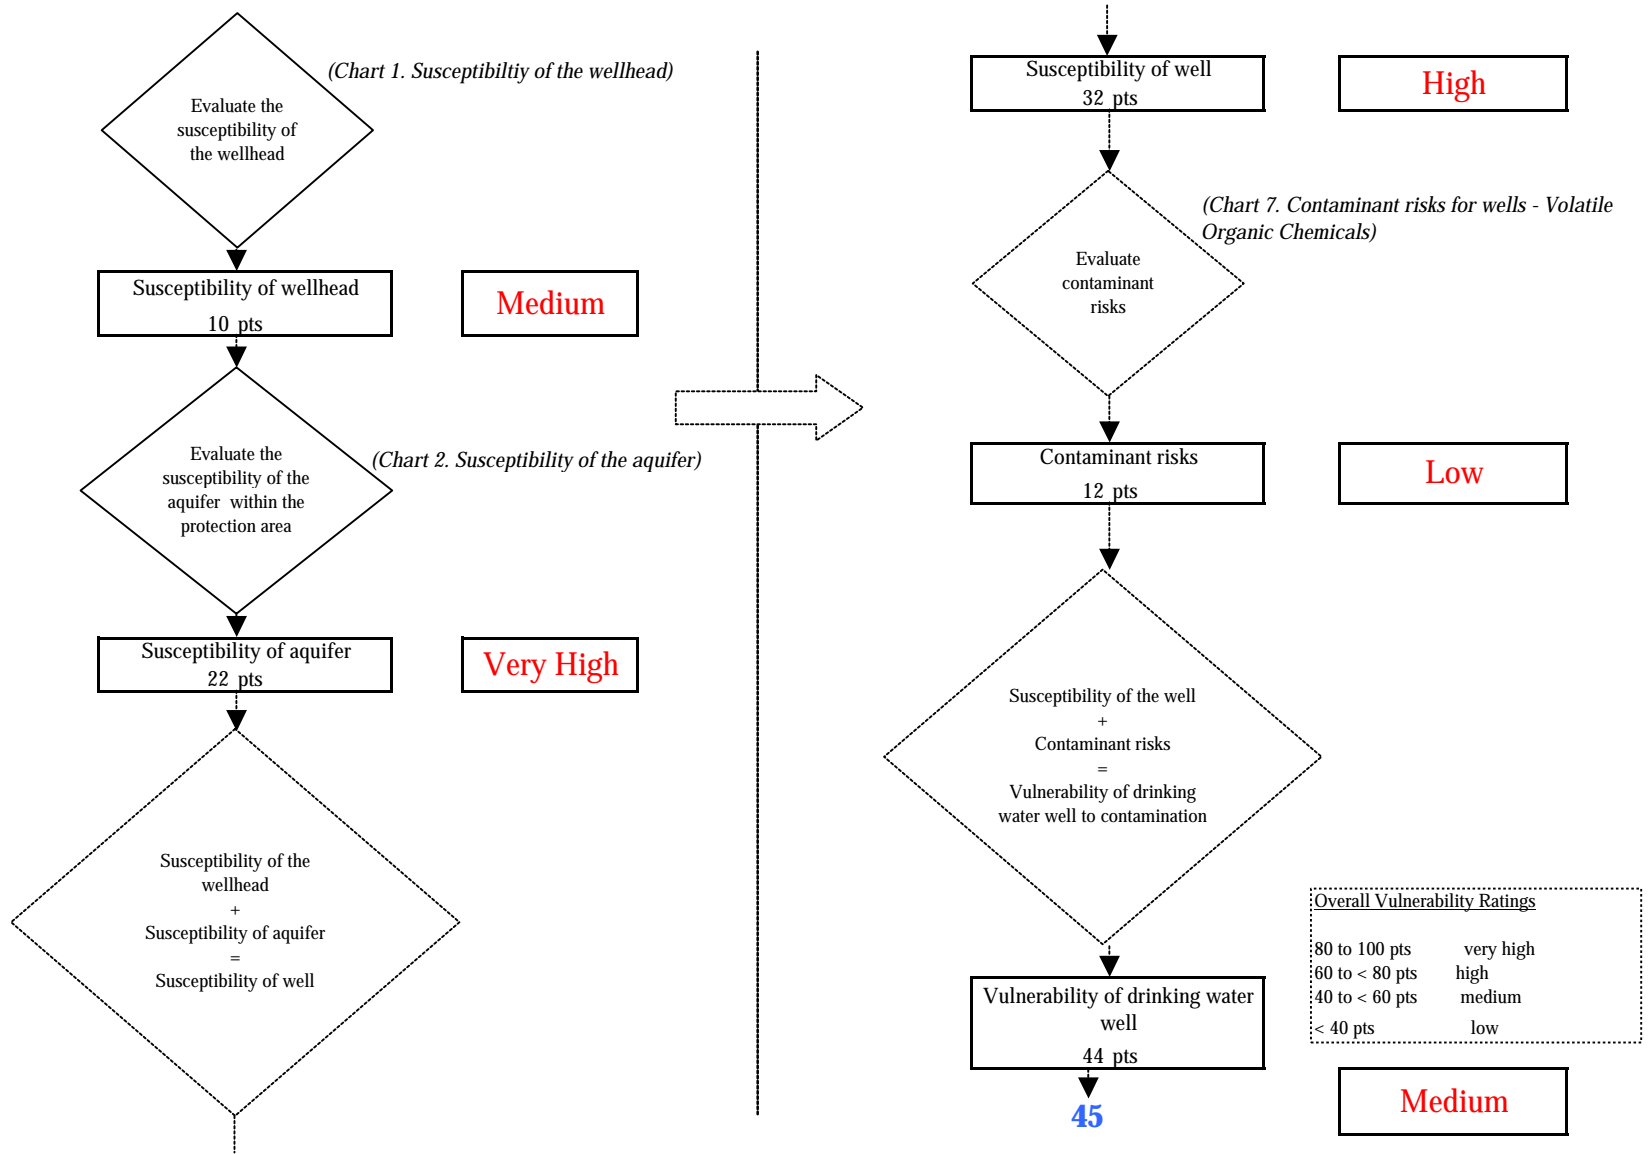 (Chart 1. Susceptibiltiy of the wellhead)
Evaluate the
susceptibility of
the wellhead
Susceptibility of wellhead
10 pts
Medium
Evaluate the
susceptibility of the
aquifer within the
protection area
(Chart 2. Susceptibility of the aquifer)
Susceptibility of aquifer
22 pts
Very High
Susceptibility of the
wellhead
+
Susceptibility of aquifer
=
Susceptibility of well
Susceptibility of well
32 pts
High
(Chart 7. Contaminant risks for wells - Volatile
Organic Chemicals)
Evaluate
contaminant
risks
Contaminant risks
12 pts
Low
Susceptibility of the well
+
Contaminant risks
=
Vulnerability of drinking
water well to contamination
Overall Vulnerability Ratings
80 to 100 pts very high
60 to < 80 pts high
40 to < 60 pts medium
< 40 pts low
Vulnerability of drinking water
well
44 pts
45
Medium